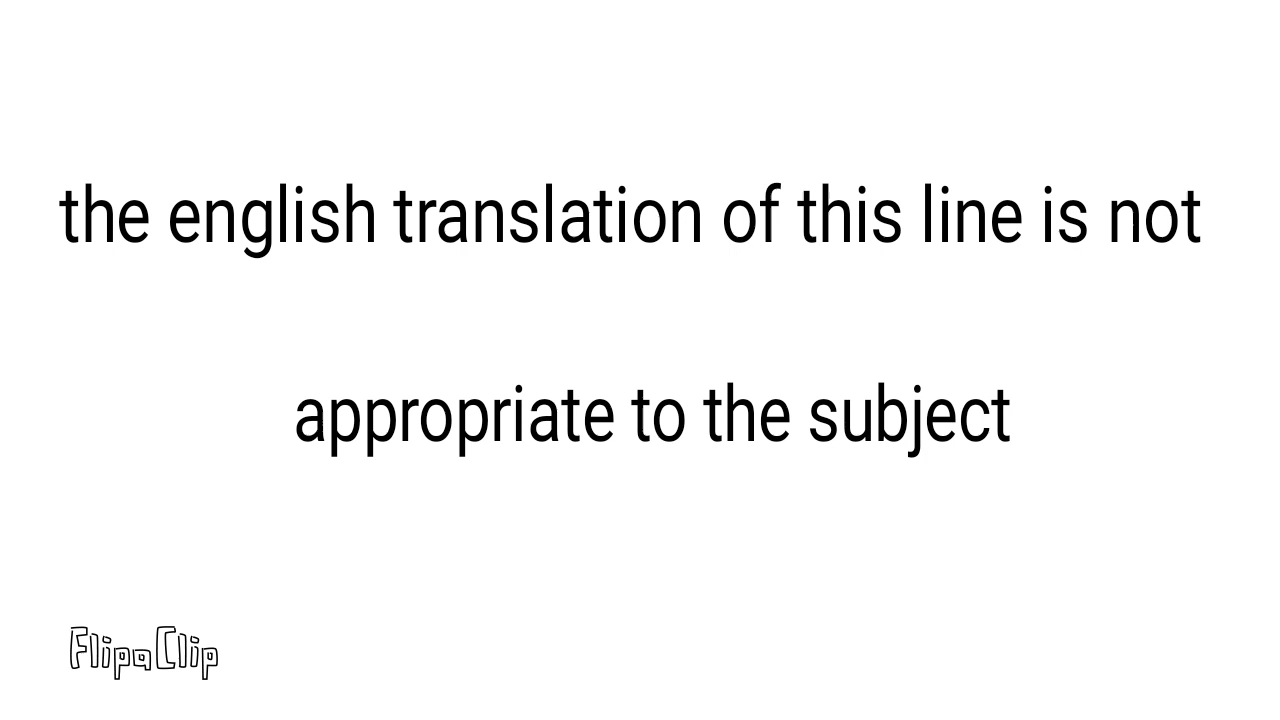 the english translation of this line is not
appropriate to the subject
FlipaClip